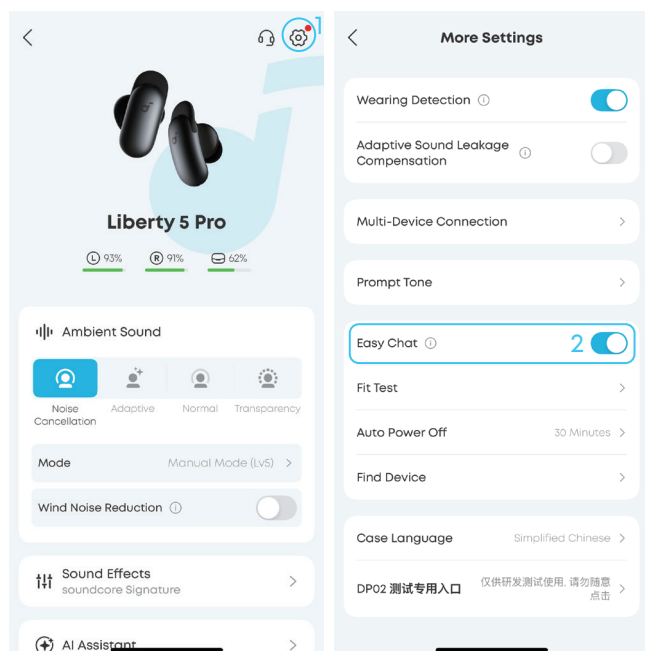 1
Liberty 5 Pro
L 93% R 91% 62%
Ambient Sound
Noise Cancellation
Adaptive
Normal
Transparency
Mode Manual Mode (Lv5)
Wind Noise Reduction
Sound Effects
soundcore Signature
AI Assistant
More Settings
Wearing Detection
Adaptive Sound Leakage
Compensation
Multi-Device Connection
Prompt Tone
Easy Chat 2
Fit Test
Auto Power Off 30 Minutes
Find Device
Case Language Simplified Chinese
DP02 测试专用入口 仅供研发测试使用, 请勿随意
点击